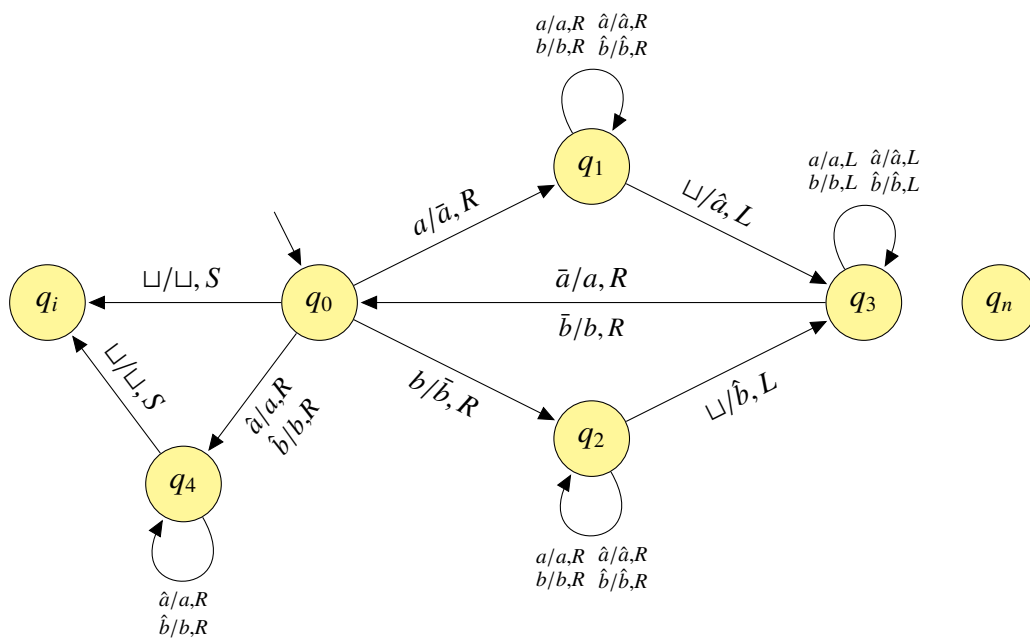 a/a,R â/â,R
b/b,R b̂/b̂,R
q₁
a/a,L â/â,L
b/b,L b̂/b̂,L
a/ā, R
⊔/â, L
⊔/⊔, S
ā/a, R
qᵢ
q₀
q₃
qₙ
b̄/b, R
⊔/⊔, S
â/a,R
b̂/b,R
b/b̄, R
⊔/b̂, L
q₂
q₄
a/a,R â/â,R
b/b,R b̂/b̂,R
â/a,R
b̂/b,R